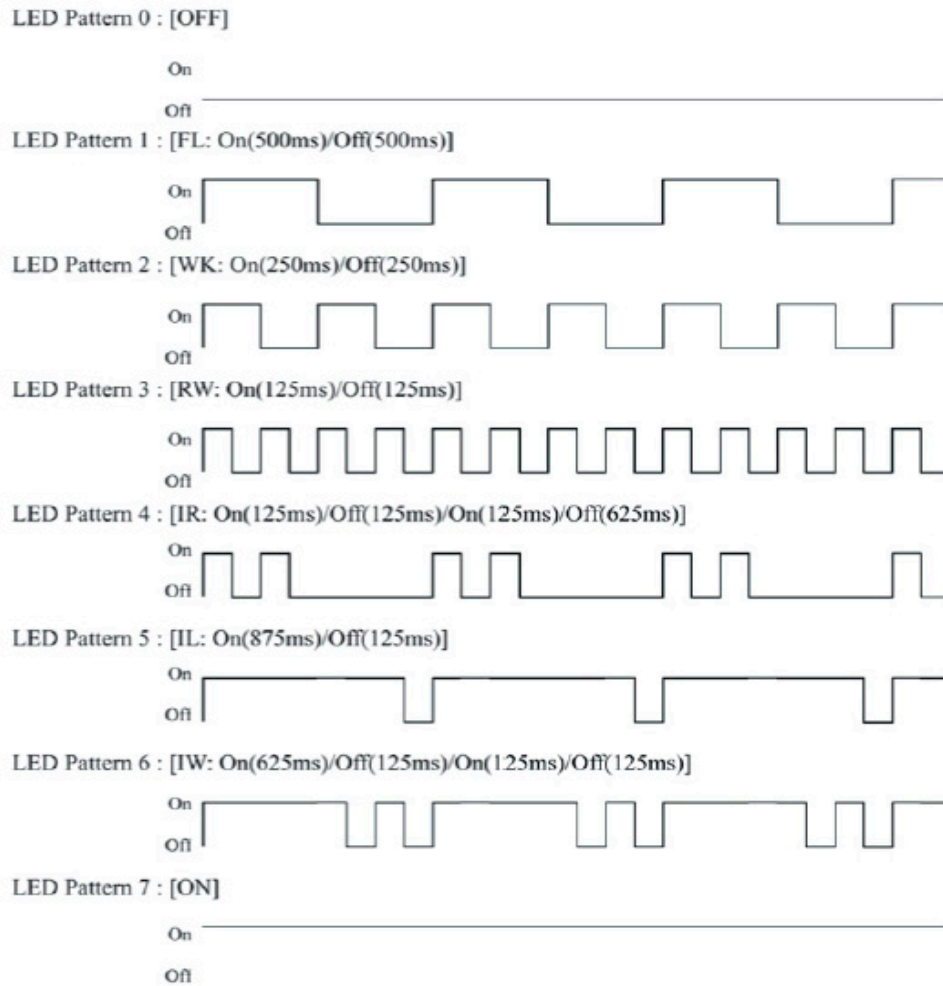 LED Pattern 0 : [OFF]
On
Off
LED Pattern 1 : [FL: On(500ms)/Off(500ms)]
On
Off
LED Pattern 2 : [WK: On(250ms)/Off(250ms)]
On
Off
LED Pattern 3 : [RW: On(125ms)/Off(125ms)]
On
Off
LED Pattern 4 : [IR: On(125ms)/Off(125ms)/On(125ms)/Off(625ms)]
On
Off
LED Pattern 5 : [IL: On(875ms)/Off(125ms)]
On
Off
LED Pattern 6 : [IW: On(625ms)/Off(125ms)/On(125ms)/Off(125ms)]
On
Off
LED Pattern 7 : [ON]
On
Off